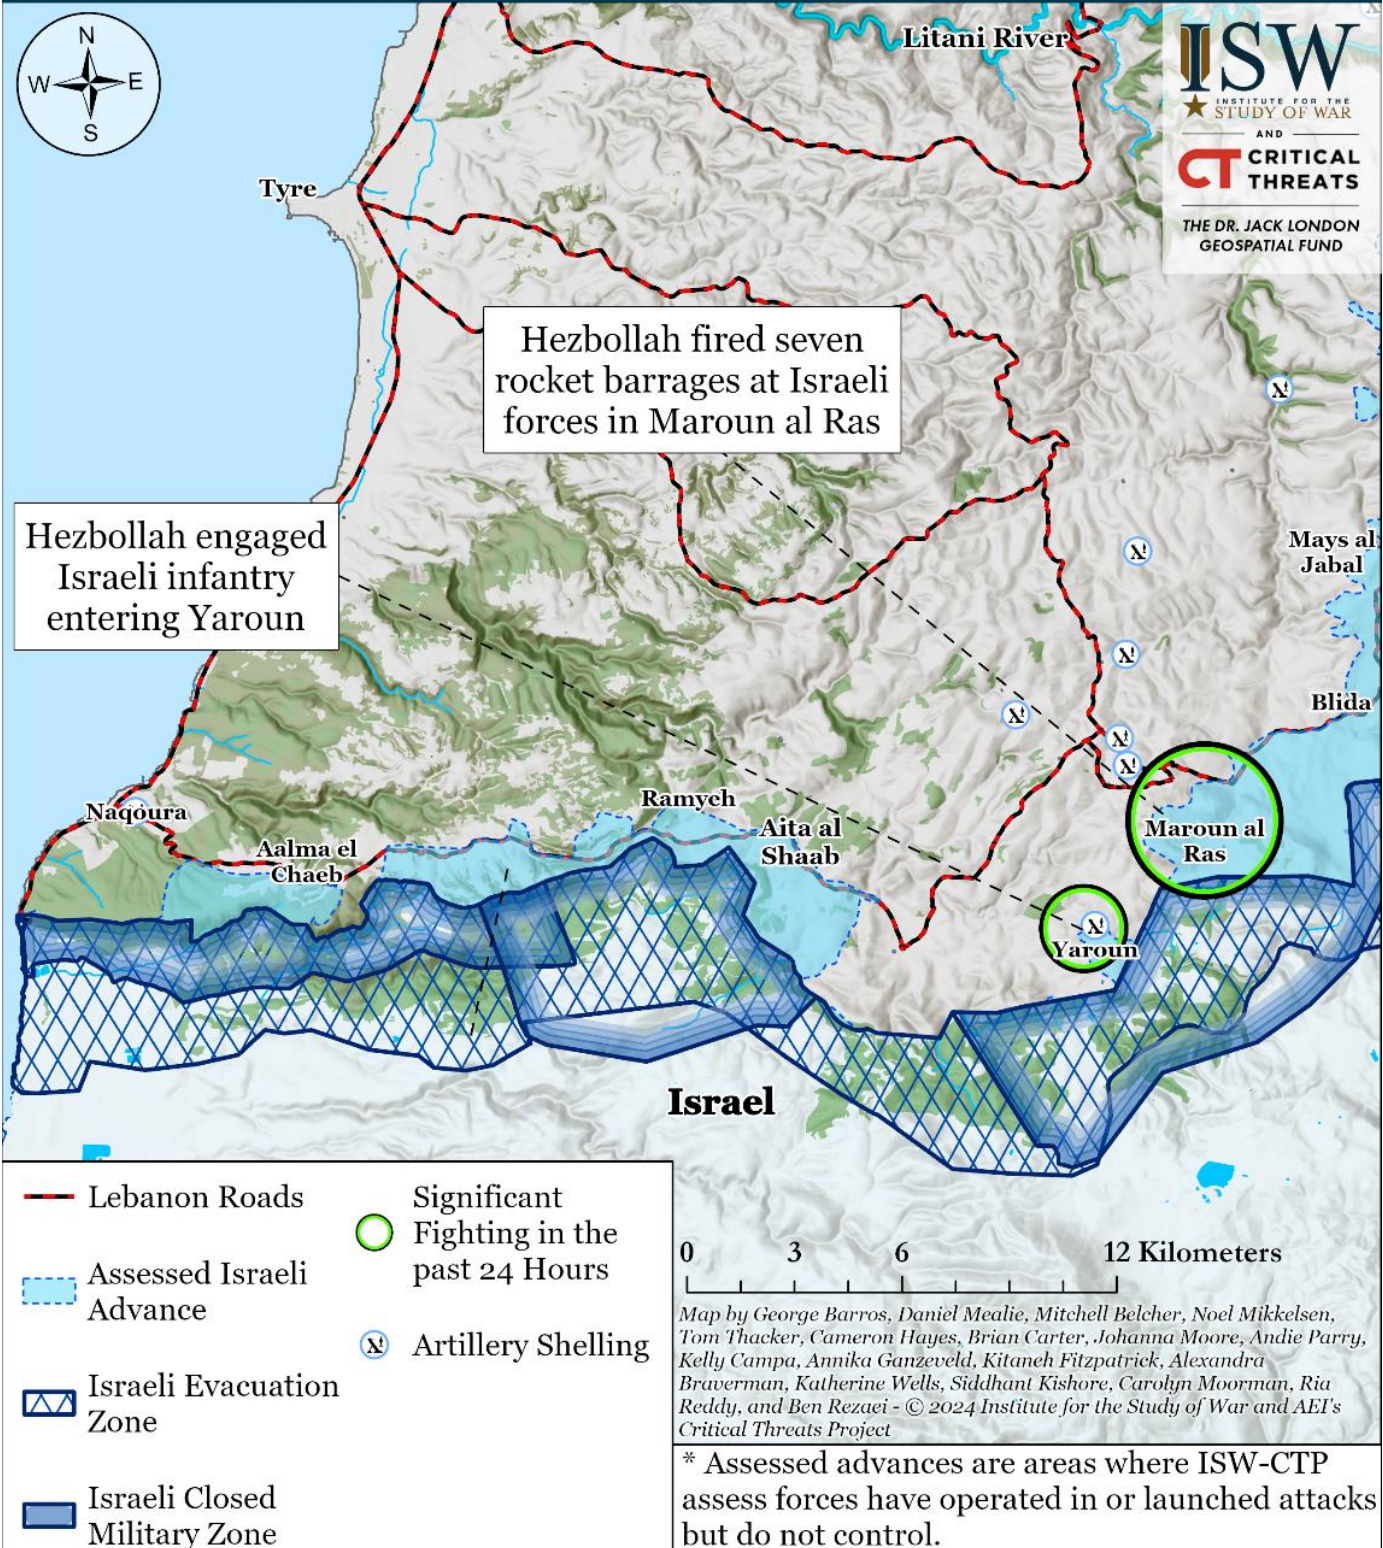 N
W
E
S
Litani River
ISW
INSTITUTE FOR THE
STUDY OF WAR
AND
CT CRITICAL
THREATS
THE DR. JACK LONDON
GEOSPATIAL FUND
Tyre
Hezbollah fired seven
rocket barrages at Israeli
forces in Maroun al Ras
Hezbollah engaged
Israeli infantry
entering Yaroun
Mays al
Jabal
Blida
Naqoura
Ramych
Aita al
Shaab
Aalma el
Chaeb
Maroun al
Ras
Yaroun
Israel
Lebanon Roads
Assessed Israeli
Advance
Israeli Evacuation
Zone
Israeli Closed
Military Zone
Significant
Fighting in the
past 24 Hours
Artillery Shelling
0 3 6 12 Kilometers
Map by George Barros, Daniel Mealie, Mitchell Belcher, Noel Mikkelsen,
Tom Thacker, Cameron Hayes, Brian Carter, Johanna Moore, Andie Parry,
Kelly Campa, Annika Ganzeveld, Kitaneh Fitzpatrick, Alexandra
Braverman, Katherine Wells, Siddhant Kishore, Carolyn Moorman, Ria
Reddy, and Ben Rezaei - © 2024 Institute for the Study of War and AEI's
Critical Threats Project
* Assessed advances are areas where ISW-CTP
assess forces have operated in or launched attacks
but do not control.